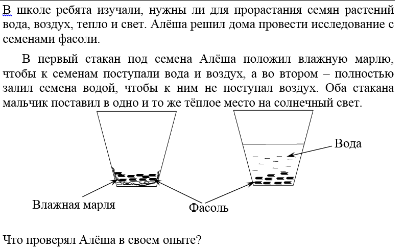 В школе ребята изучали, нужны ли для прорастания семян растений
вода, воздух, тепло и свет. Алёша решил дома провести исследование с
семенами фасоли.
В первый стакан под семена Алёша положил влажную марлю,
чтобы к семенам поступали вода и воздух, а во втором – полностью
залил семена водой, чтобы к ним не поступал воздух. Оба стакана
мальчик поставил в одно и то же тёплое место на солнечный свет.
Вода
Влажная марля
Фасоль
Что проверял Алёша в своем опыте?